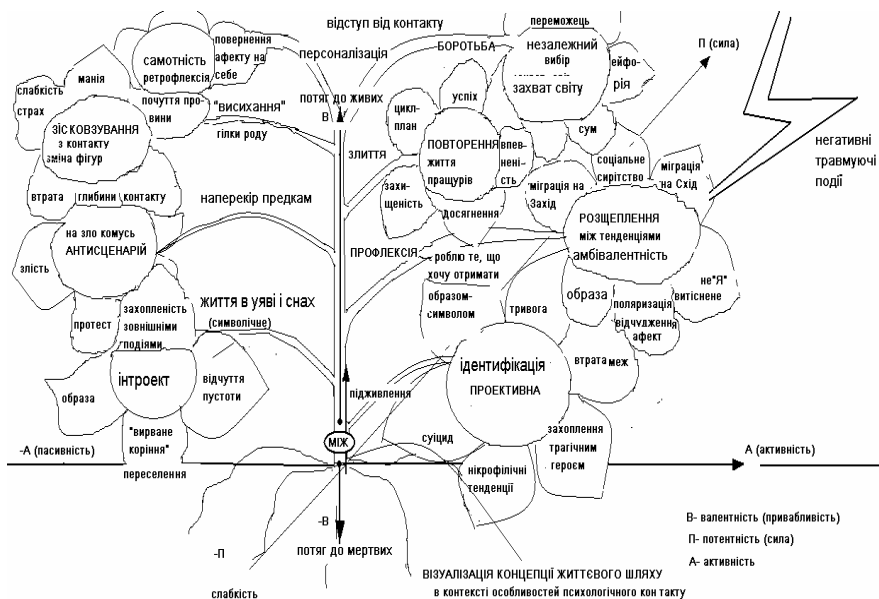 відступ від контакту
персоналізація
потяг до живих
В
самотність
ретрофлексія
повернення
афекту на
себе
манія
слабкість
страх
почуття про-
вини
"висихання"
гілки роду
ЗІСКОВЗУВАННЯ
з контакту
зміна фігур
втрата
глибини
контакту
наперекір предкам
на зло комусь
АНТИСЦЕНАРІЙ
злість
протест
захопленість
зовнішніми
подіями
життя в уяві і снах
(символічне)
інтроект
образа
відчуття
пустоти
"вирване
коріння"
переселення
-А (пасивність)
переможець
БОРОТЬБА
незалежний
вибір
захват світу
ейфо-
рія
сум
П (сила)
негативні
травмуючі
події
цикл-
план
успіх
ЗЛИТТЯ
ПОВТОРЕННЯ
життя
пращурів
впев-
нені-
сть
захи-
щеність
досягнення
соціальне
сирітство
міграція
на Схід
міграція на
Захід
РОЗЩЕПЛЕННЯ
між тенденціями
амбівалентність
ПРОФЛЕКСІЯ
роблю те, що
хочу отримати
образом-
символом
тривога
образа
не"Я"
витіснене
поляризація
відчудження
афект
втрата меж
ідентифікація
ПРОЕКТИВНА
підживлення
МІЖ
суїцид
нікрофілічні
тенденції
захоплення
трагічним
героєм
А (активність)
-В
потяг до мертвих
-П
слабкість
В- валентність (привабливість)
П- потентність (сила)
А- активність
ВІЗУАЛІЗАЦІЯ КОНЦЕПЦІЇ ЖИТТЄВОГО ШЛЯХУ
в контексті особливостей психологічного кон такту